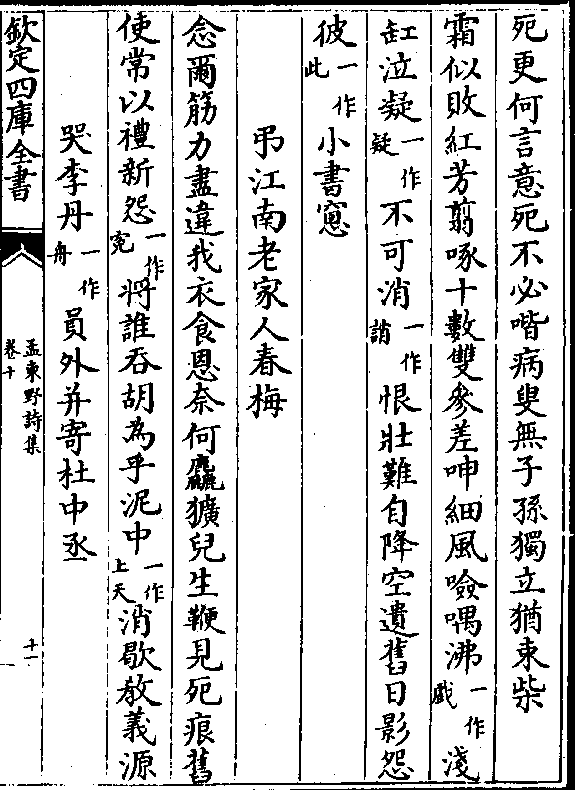 死更何言意死不必喈病叟無子孫獨立猶束柴
霜似敗紅芳翦啄十數雙參差呻細風噞喁沸一作戲淺
缸泣凝一作疑不可消一作誚恨壯難自降空遺舊日影怨
彼一作此小書窻
弔江南老家人春梅
念爾筋力盡違我衣食恩奈何麤獷兒生鞭見死痕舊
使常以禮新怨一作寃將誰吞胡為乎泥中一作上天消歇敎義源
哭李丹一作舟員外并寄杜中丞
欽定四庫全書
孟東野詩集
卷十
十一